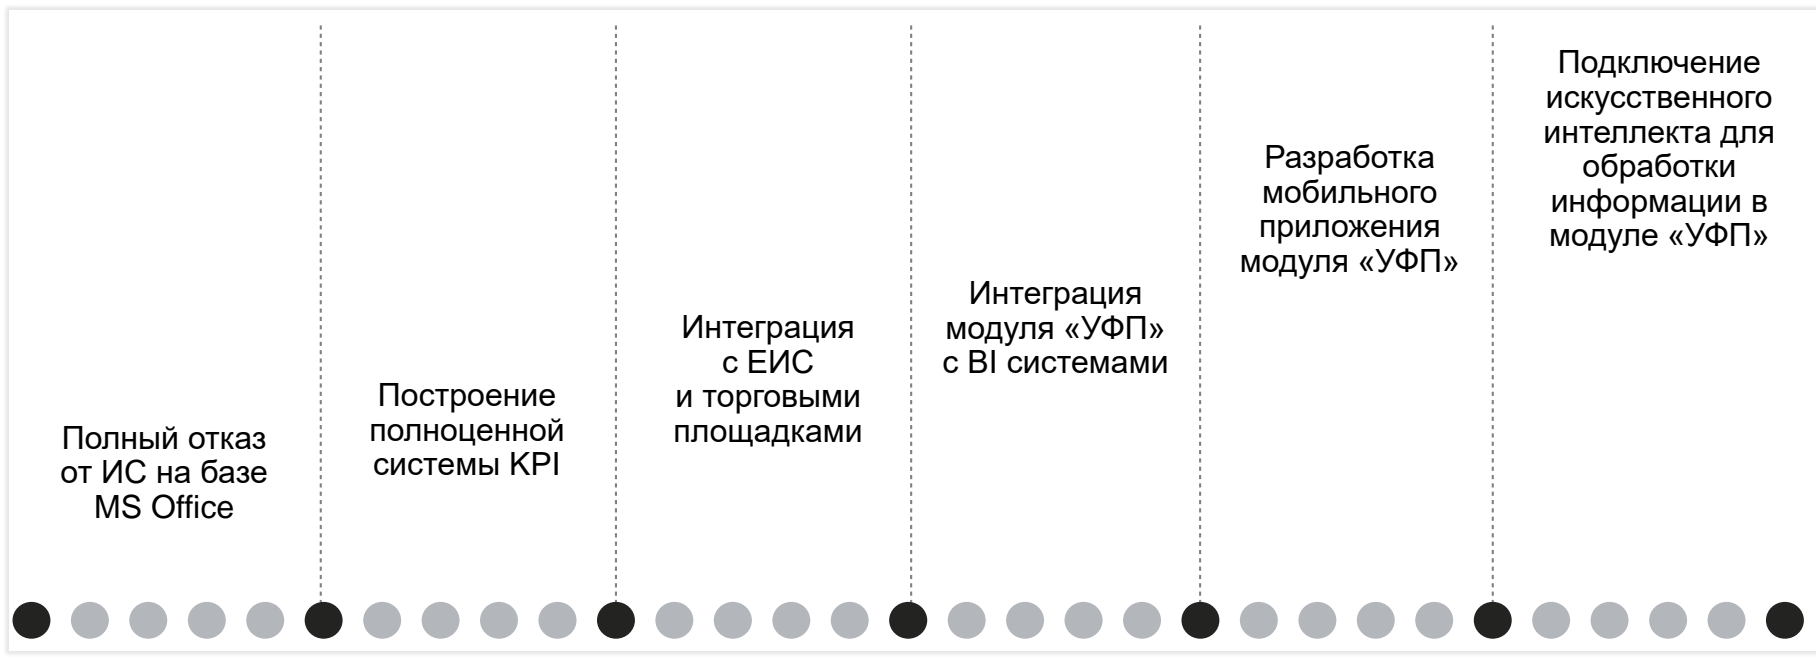 Полный отказ
от ИС на базе
MS Office
Построение
полноценной
системы KPI
Интеграция
с ЕИС
и торговыми
площадками
Интеграция
модуля «УФП»
с BI системами
Разработка
мобильного
приложения
модуля «УФП»
Подключение
искусственного
интеллекта для
обработки
информации в
модуле «УФП»